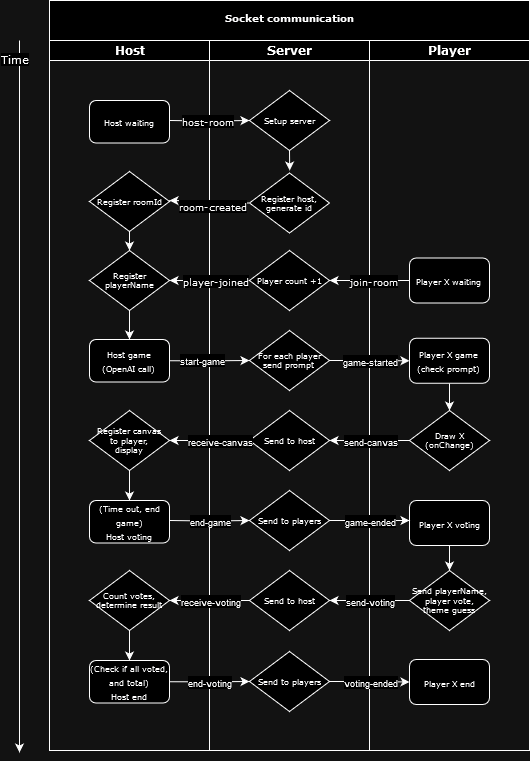 Socket communication
Host
Server
Player
Time
Host waiting
host-room
Setup server
Register roomId
room-created
Register host,
generate id
Register
playerName
player-joined
Player count +1
join-room
Player X waiting
Host game
(OpenAI call)
start-game
For each player
send prompt
game-started
Player X game
(check prompt)
Register canvas
to player,
display
receive-canvas
Send to host
send-canvas
Draw X
(onChange)
(Time out, end
game)
Host voting
end-game
Send to players
game-ended
Player X voting
Count votes,
determine result
receive-voting
Send to host
send-voting
Send playerName,
player vote,
theme guess
(Check if all voted,
and total)
Host end
end-voting
Send to players
voting-ended
Player X end